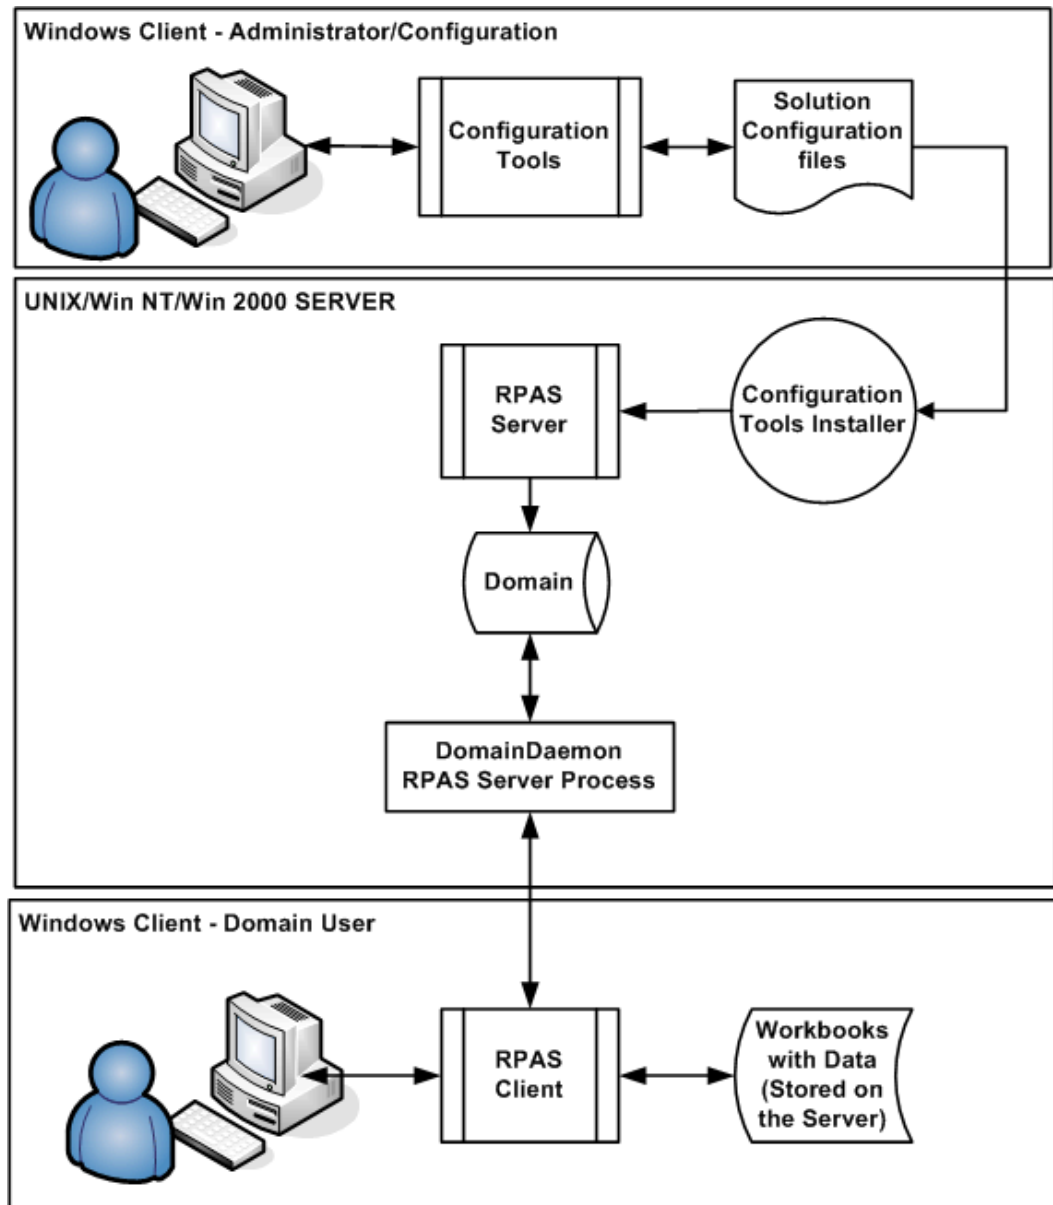 Windows Client - Administrator/Configuration
Configuration
Tools
Solution
Configuration
files
UNIX/Win NT/Win 2000 SERVER
RPAS
Server
Configuration
Tools Installer
Domain
DomainDaemon
RPAS Server Process
Windows Client - Domain User
RPAS
Client
Workbooks
with Data
(Stored on
the Server)